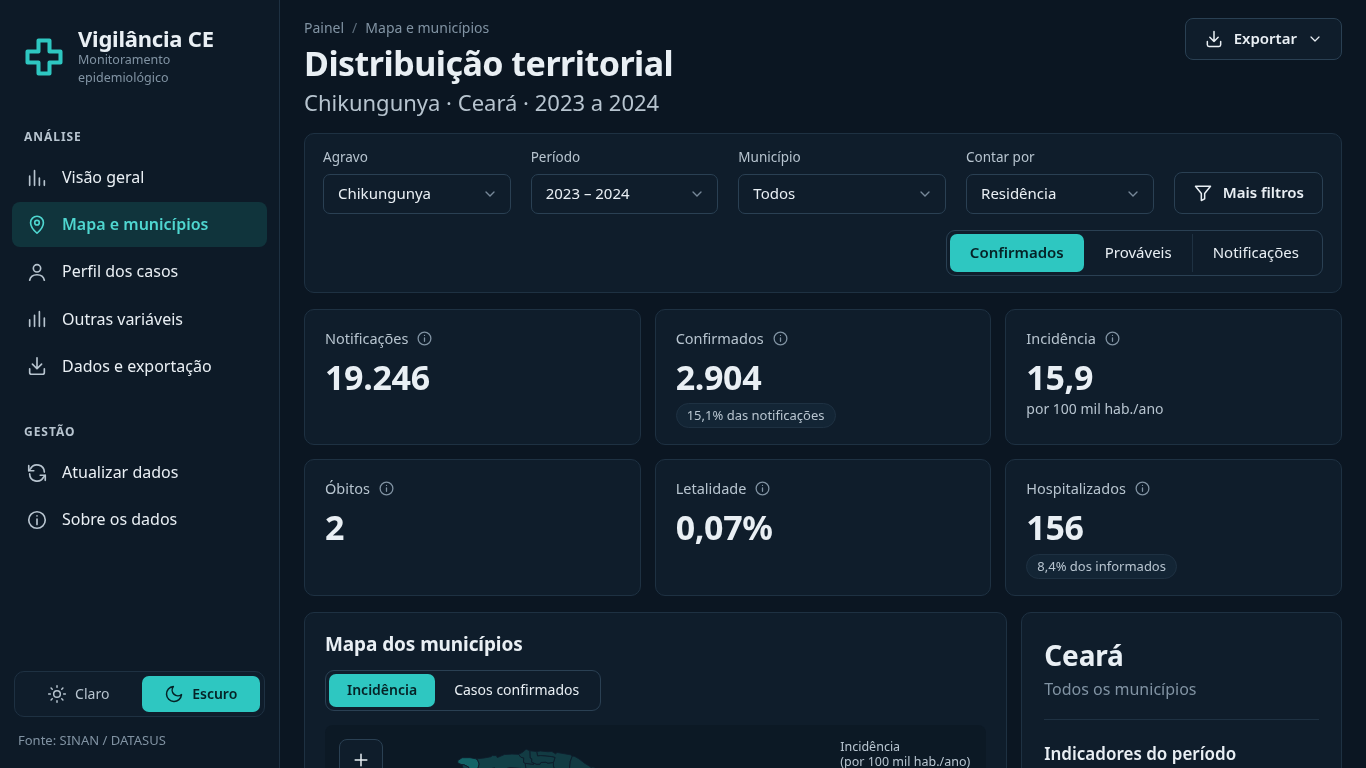 Vigilância CE
Monitoramento
epidemiológico
ANÁLISE
Visão geral
Mapa e municípios
Perfil dos casos
Outras variáveis
Dados e exportação
GESTÃO
Atualizar dados
Sobre os dados
Claro
Escuro
Fonte: SINAN / DATASUS
Painel / Mapa e municípios
Distribuição territorial
Chikungunya · Ceará · 2023 a 2024
Exportar
Agravo
Chikungunya
Período
2023 – 2024
Município
Todos
Contar por
Residência
Mais filtros
Confirmados
Prováveis
Notificações
Notificações
19.246
Confirmados
2.904
15,1% das notificações
Incidência
15,9
por 100 mil hab./ano
Óbitos
2
Letalidade
0,07%
Hospitalizados
156
8,4% dos informados
Mapa dos municípios
Incidência
Casos confirmados
+
Incidência
(por 100 mil hab./ano)
Ceará
Todos os municípios
Indicadores do período